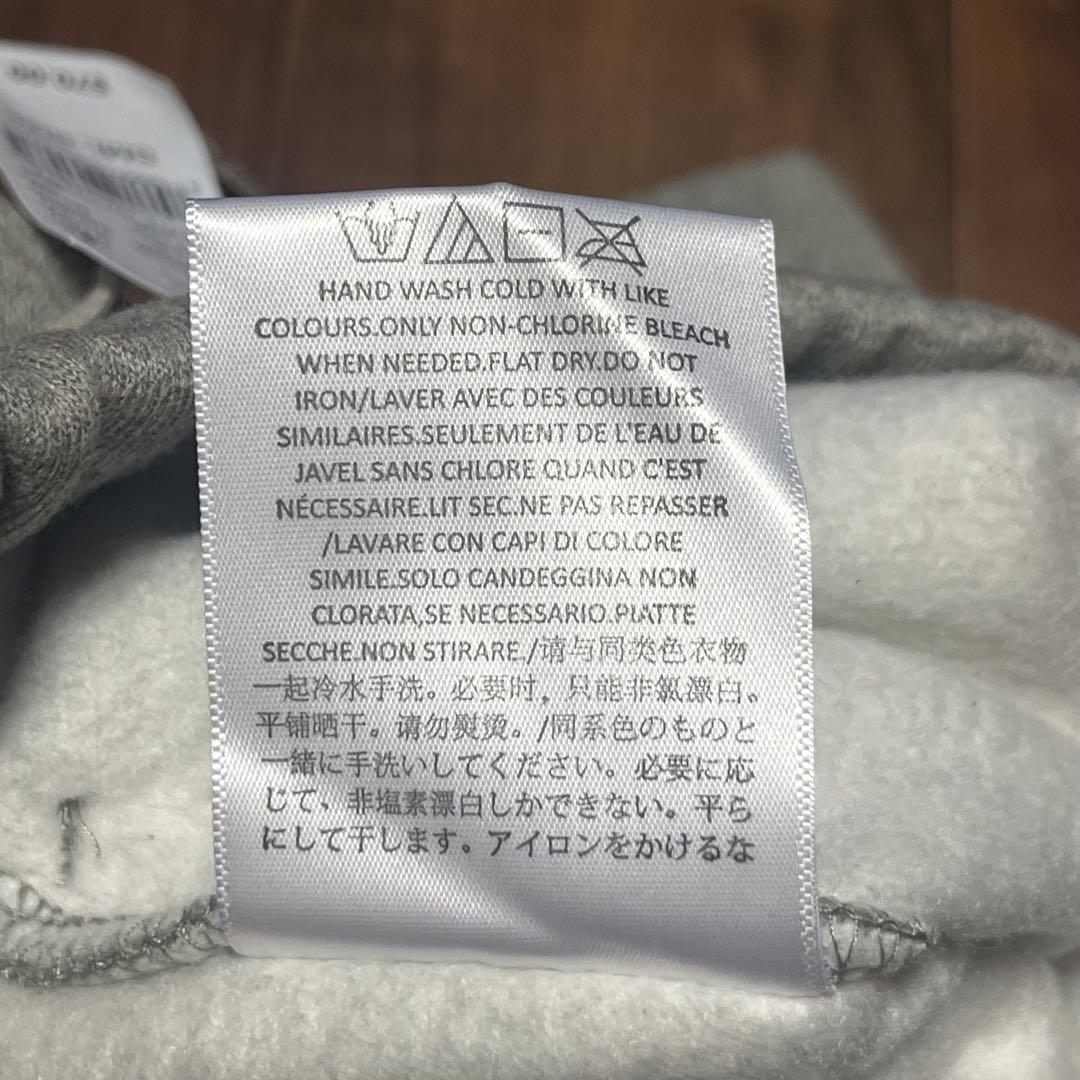 HAND WASH COLD WITH LIKE
COLOURS.ONLY NON-CHLORINE BLEACH
WHEN NEEDED.FLAT DRY.DO NOT
IRON/LAVER AVEC DES COULEURS
SIMILAIRES.SEULEMENT DE L'EAU DE
JAVEL SANS CHLORE QUAND C'EST
NÉCESSAIRE.LIT SEC.NE PAS REPASSER
/LAVARE CON CAPI DI COLORE
SIMILE.SOLO CANDEGGINA NON
CLORATA,SE NECESSARIO.PIATTE
SECCHE.NON STIRARE./请与同类色衣物
一起冷水手洗。必要时，只能非氯漂白。
平铺晒干。请勿熨烫。/同系色のものと
一緒に手洗いしてください。必要に応
じて、非塩素漂白しかできない。平ら
にして干します。アイロンをかけるな